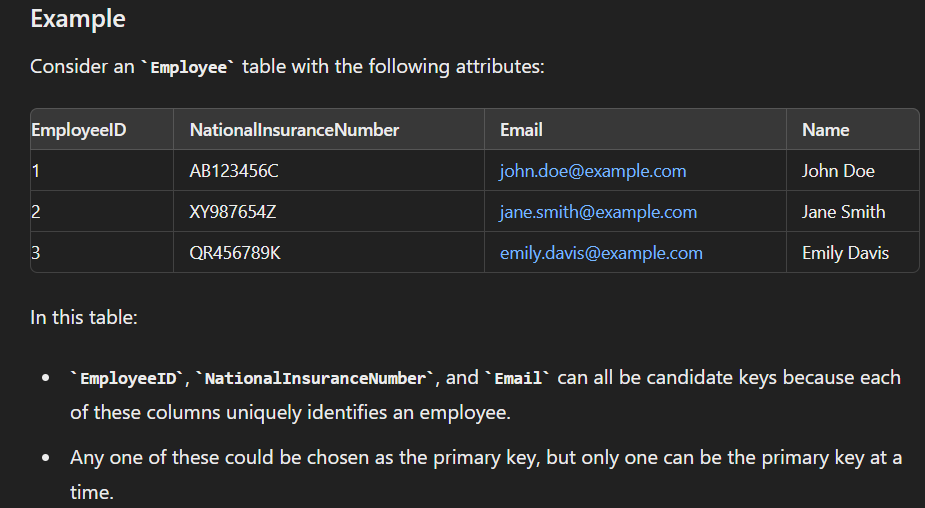 Example
Consider an `Employee` table with the following attributes:
EmployeeID NationalInsuranceNumber Email Name
1 AB123456C john.doe@example.com John Doe
2 XY987654Z jane.smith@example.com Jane Smith
3 QR456789K emily.davis@example.com Emily Davis
In this table:
• `EmployeeID`, `NationalInsuranceNumber`, and `Email` can all be candidate keys because each
of these columns uniquely identifies an employee.
• Any one of these could be chosen as the primary key, but only one can be the primary key at a
time.